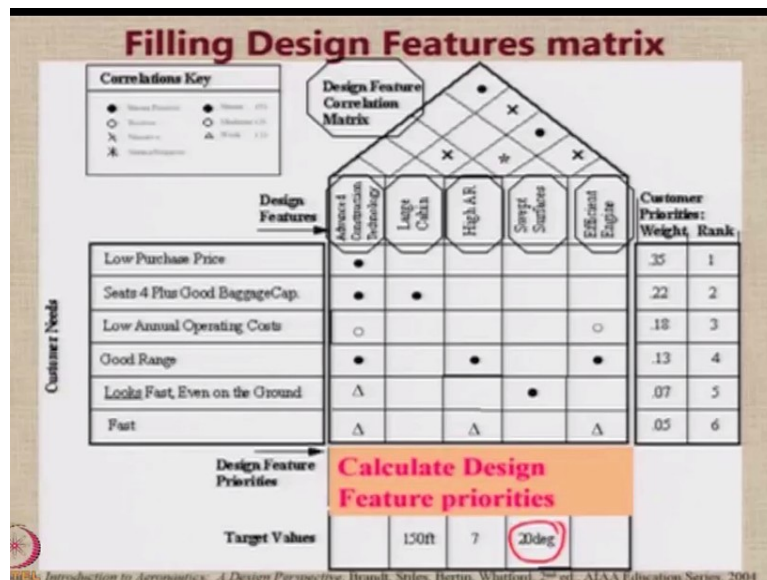 Filling Design Features matrix
Correlations Key
Design Feature
Correlation
Matrix
Design
Features
Advanced
Construction
Technology
Large
Cabin
High AR
Swept
Surfaces
Efficient
Engine
Customer
Priorities:
Weight Rank
Customer Needs
Low Purchase Price .35 1
Seats 4 Plus Good Baggage Cap. .22 2
Low Annual Operating Costs .18 3
Good Range .13 4
Looks Fast, Even on the Ground .07 5
Fast .05 6
Design Feature
Priorities
Calculate Design
Feature priorities
Target Values 150ft 7 20deg
Introduction to Aeronautics: A Design Perspective, Brandt, Stiles, Bertin, Whitford, 2nd AIAA Education Series, 2004